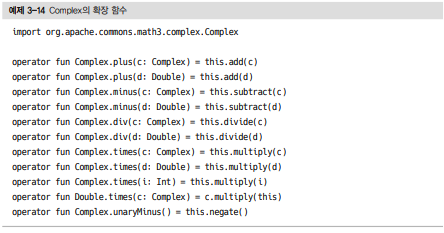 예제 3-14 Complex의 확장 함수
import org.apache.commons.math3.complex.Complex
operator fun Complex.plus(c: Complex) = this.add(c)
operator fun Complex.plus(d: Double) = this.add(d)
operator fun Complex.minus(c: Complex) = this.subtract(c)
operator fun Complex.minus(d: Double) = this.subtract(d)
operator fun Complex.div(c: Complex) = this.divide(c)
operator fun Complex.div(d: Double) = this.divide(d)
operator fun Complex.times(c: Complex) = this.multiply(c)
operator fun Complex.times(d: Double) = this.multiply(d)
operator fun Complex.times(i: Int) = this.multiply(i)
operator fun Double.times(c: Complex) = c.multiply(this)
operator fun Complex.unaryMinus() = this.negate()